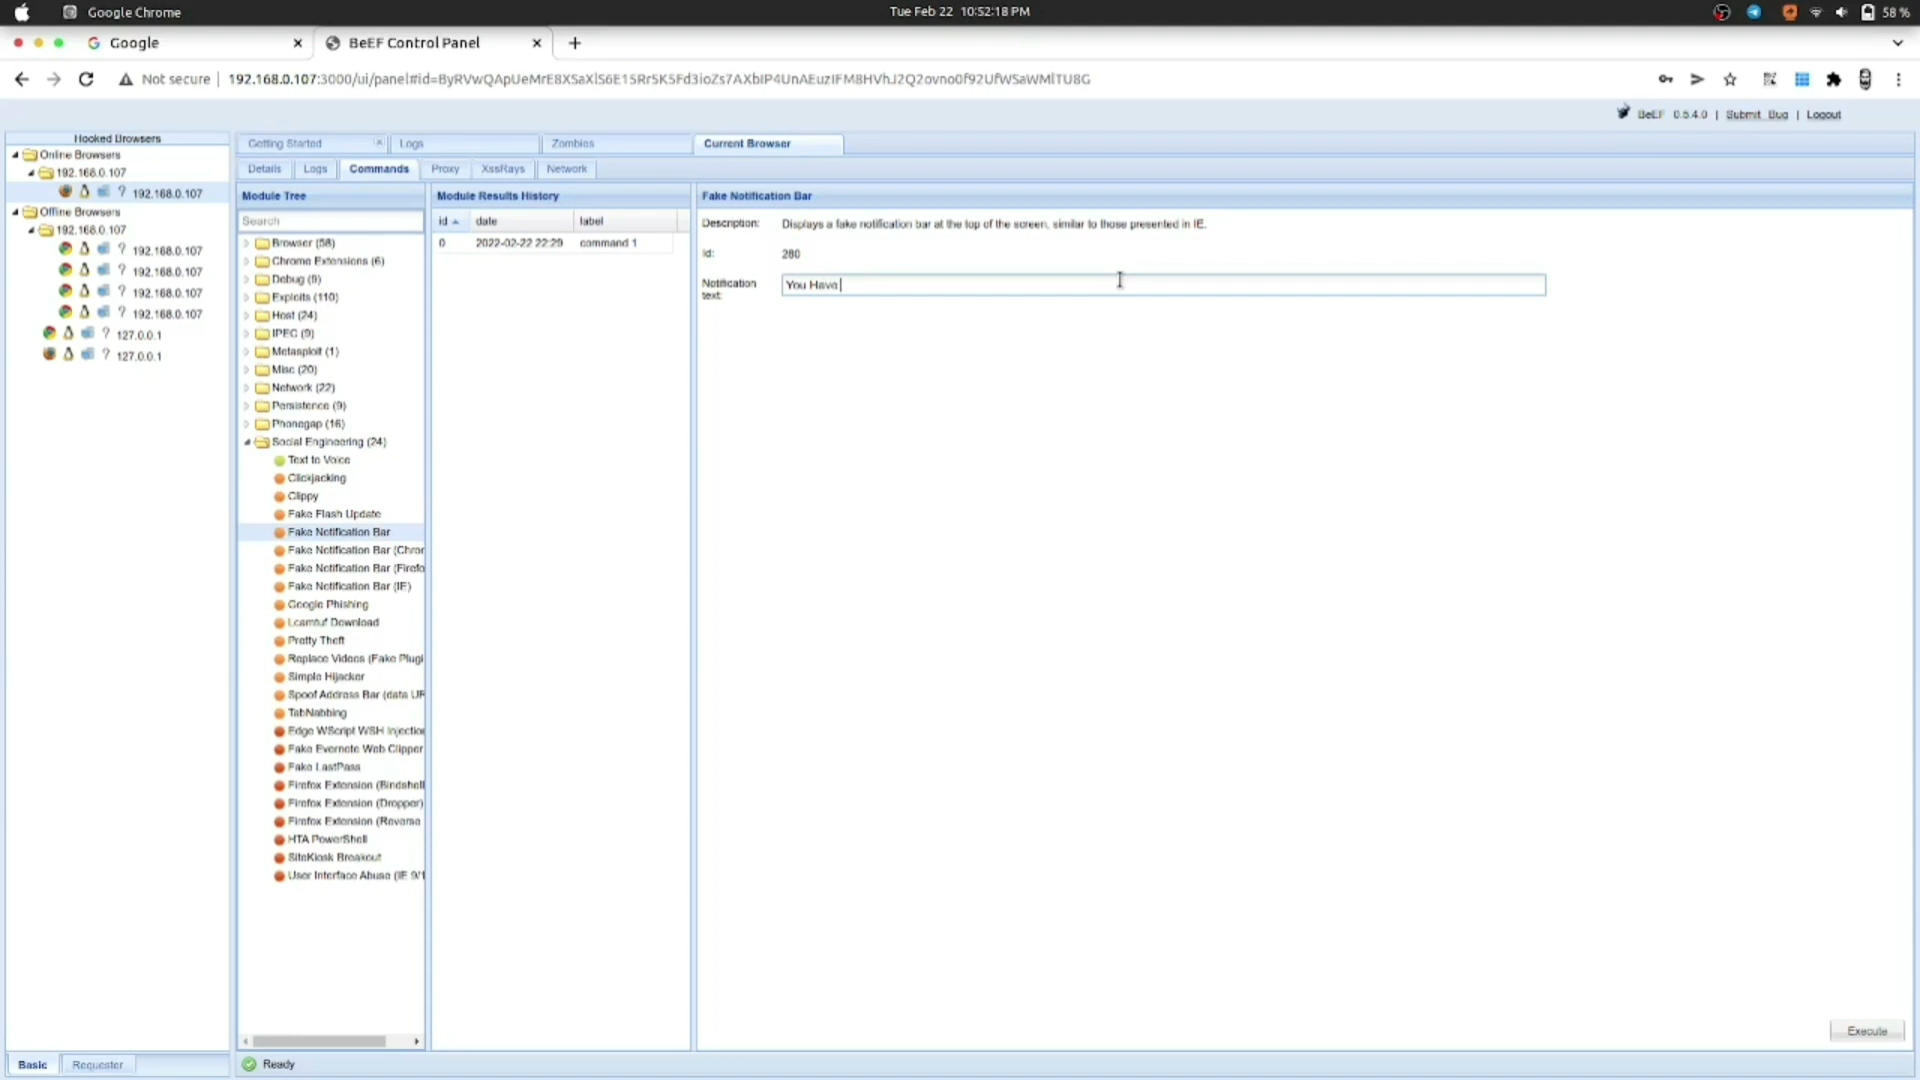 Google Chrome
Tue Feb 22 10:52:18 PM
58 %
Google
BeEF Control Panel
Not secure
192.168.0.107:3000/ui/panel#id=ByRVwQApUeMrE8XSaXlS6E15Rr5K5Fd3ioZs7AXbIP4UnAEuzIFM8HVhJ2Q2ovno0f92UfWSaWMlTU8G
BeEF 0.5.4.0 | Submit Bug | Logout
Hooked Browsers
Online Browsers
192.168.0.107
? 192.168.0.107
Offline Browsers
192.168.0.107
? 192.168.0.107
? 192.168.0.107
? 192.168.0.107
? 192.168.0.107
? 127.0.0.1
? 127.0.0.1
Basic
Requester
Getting Started
Logs
Zombies
Current Browser
Details
Logs
Commands
Proxy
XssRays
Network
Module Tree
Search
Browser (58)
Chrome Extensions (6)
Debug (9)
Exploits (110)
Host (24)
IPEC (9)
Metasploit (1)
Misc (20)
Network (22)
Persistence (9)
Phonegap (16)
Social Engineering (24)
Text to Voice
Clickjacking
Clippy
Fake Flash Update
Fake Notification Bar
Fake Notification Bar (Chror
Fake Notification Bar (Firefo
Fake Notification Bar (IE)
Google Phishing
Lcamtuf Download
Pretty Theft
Replace Videos (Fake Plugi
Simple Hijacker
Spoof Address Bar (data UR
TabNabbing
Edge WScript WSH Injection
Fake Evernote Web Clipper
Fake LastPass
Firefox Extension (Bindshell
Firefox Extension (Dropper)
Firefox Extension (Reverse
HTA PowerShell
SiteKiosk Breakout
User Interface Abuse (IE 9/1
Module Results History
id date label
0 2022-02-22 22:29 command 1
Fake Notification Bar
Description: Displays a fake notification bar at the top of the screen, similar to those presented in IE.
Id: 280
Notification text: You Have
Execute
Ready